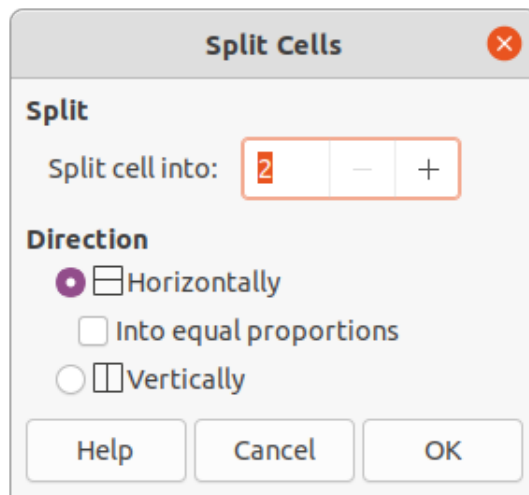 Split Cells
Split
Split cell into: 2
Direction
Horizontally
Into equal proportions
Vertically
Help Cancel OK